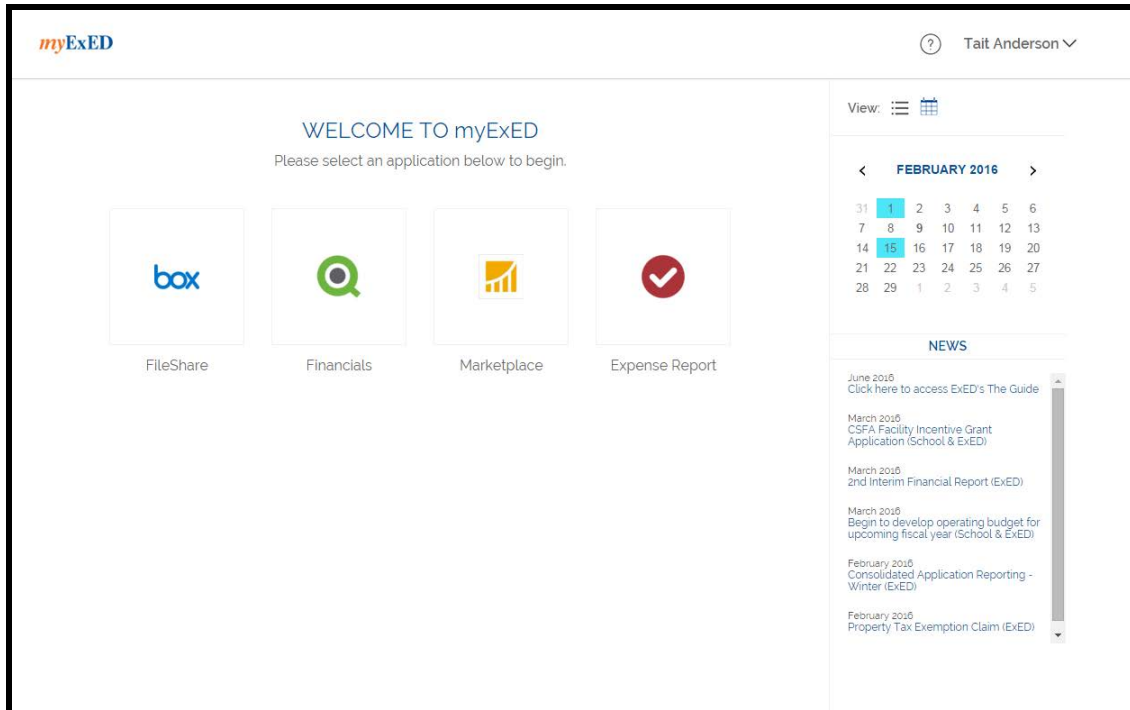 myExED
Tait Anderson
WELCOME TO myExED
Please select an application below to begin.
box
FileShare
Financials
Marketplace
Expense Report
View:
FEBRUARY 2016
31 1 2 3 4 5 6
7 8 9 10 11 12 13
14 15 16 17 18 19 20
21 22 23 24 25 26 27
28 29 1 2 3 4 5
NEWS
June 2016
Click here to access ExED's The Guide
March 2016
CSFA Facility Incentive Grant
Application (School & ExED)
March 2016
2nd Interim Financial Report (ExED)
March 2016
Begin to develop operating budget for
upcoming fiscal year (School & ExED)
February 2016
Consolidated Application Reporting -
Winter (ExED)
February 2016
Property Tax Exemption Claim (ExED)